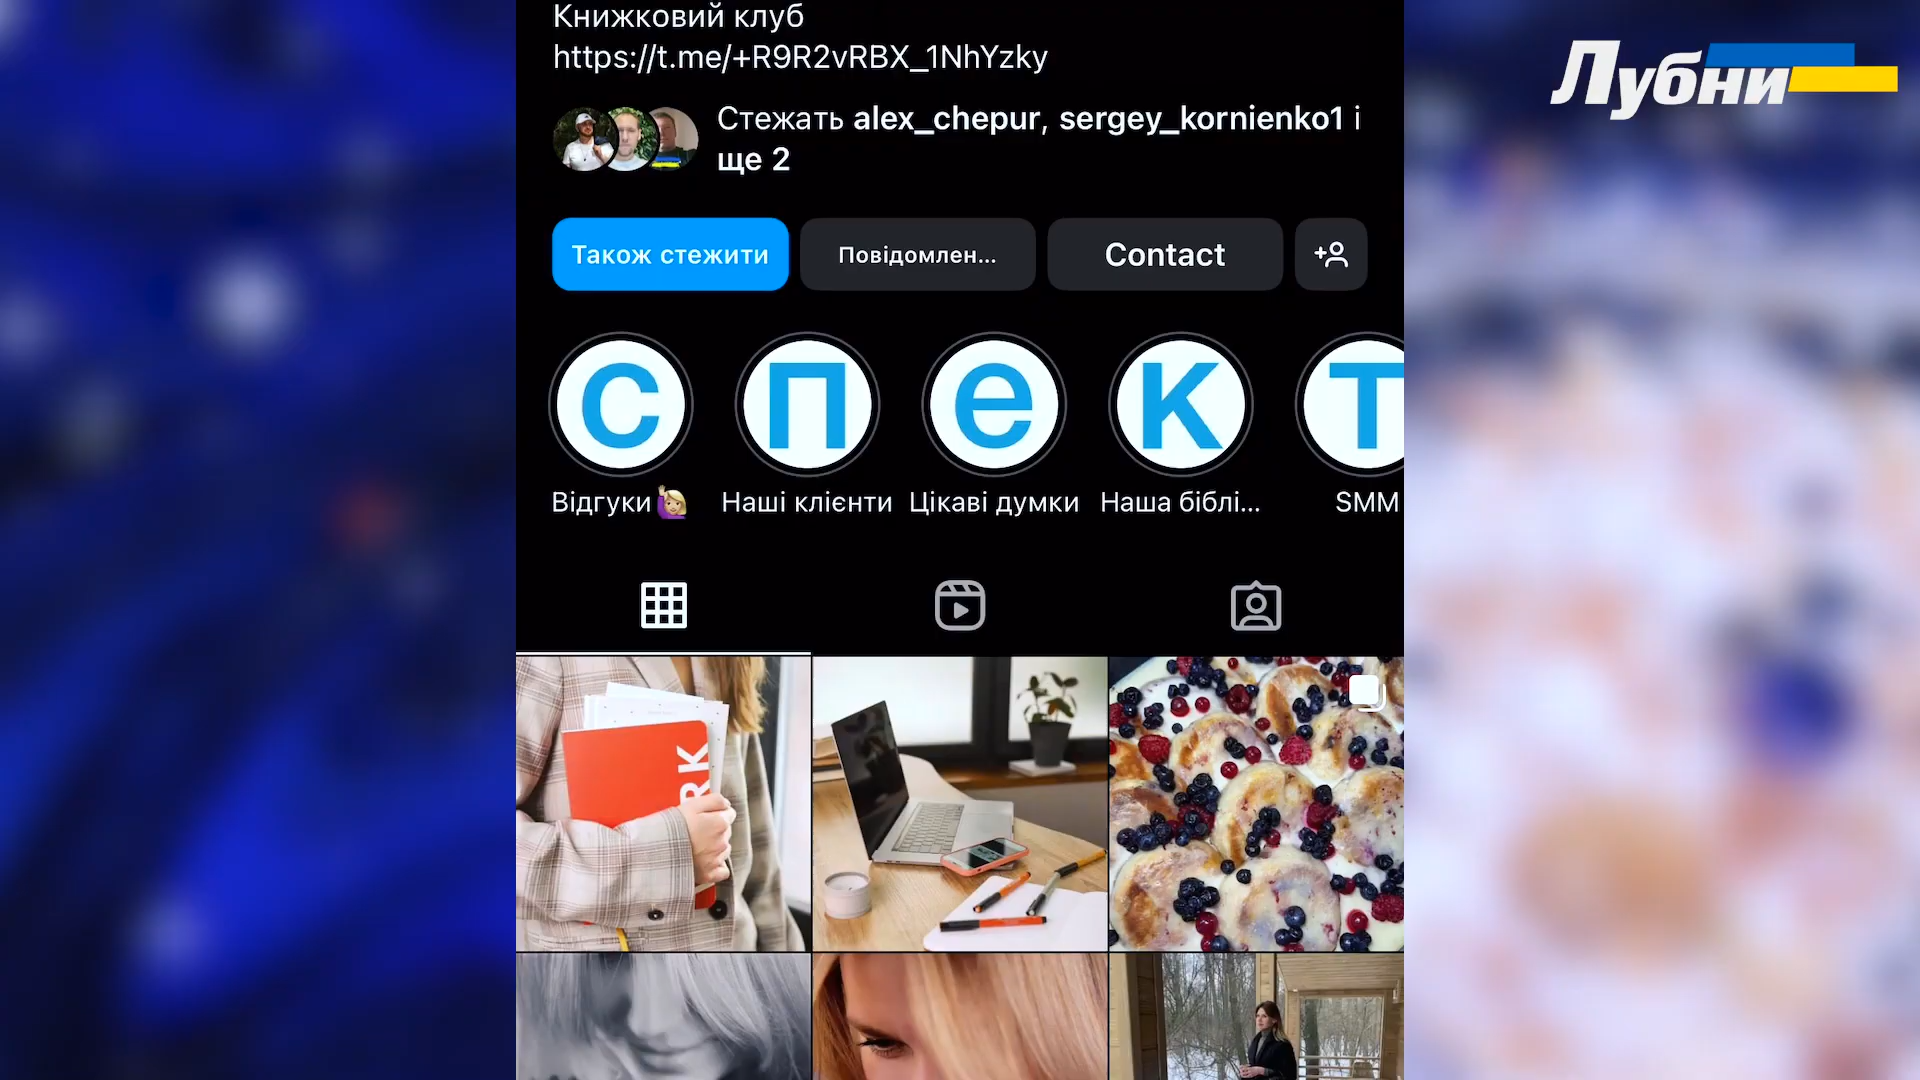 Книжковий клуб
https://t.me/+R9R2vRBX_1NhYzky
Лубни
Стежать alex_chepur, sergey_kornienko1 і
ще 2
Також стежити
Повідомлен...
Contact
с
п
е
к
т
Відгуки🙋🏼‍♀️
Наші клієнти
Цікаві думки
Наша біблі...
SMM
RK